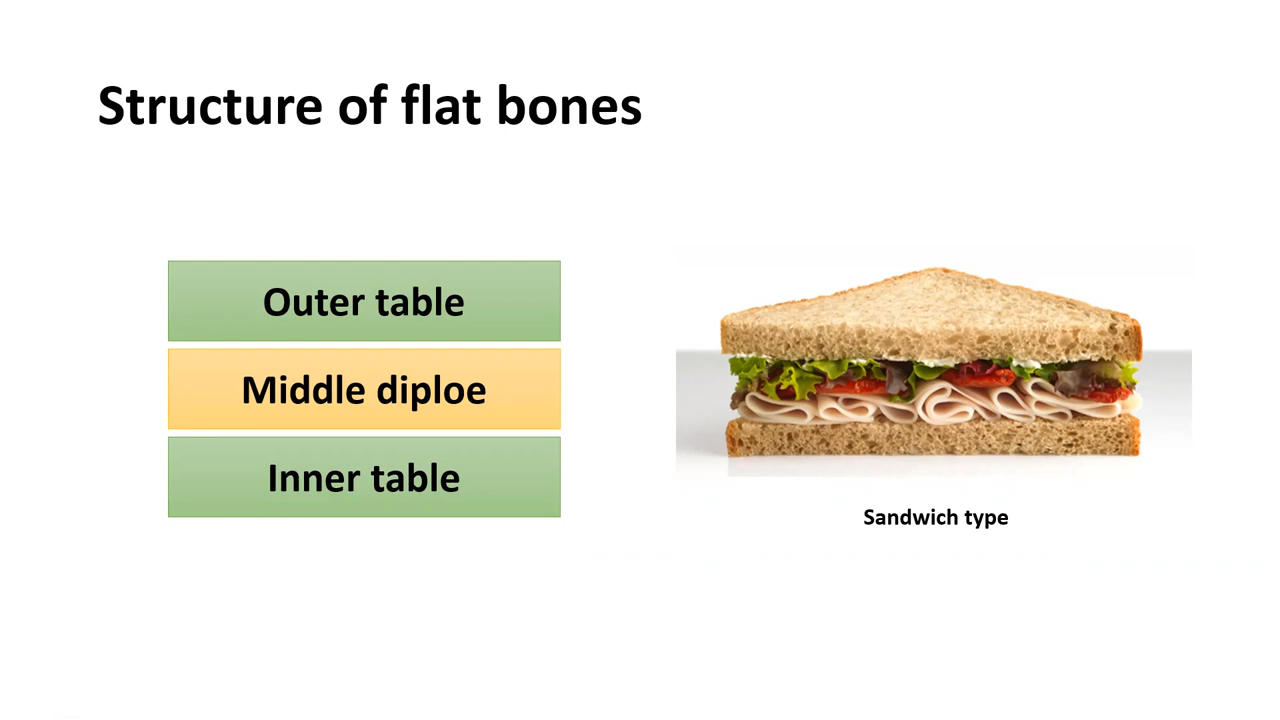 Structure of flat bones
Outer table
Middle diploe
Inner table
Sandwich type